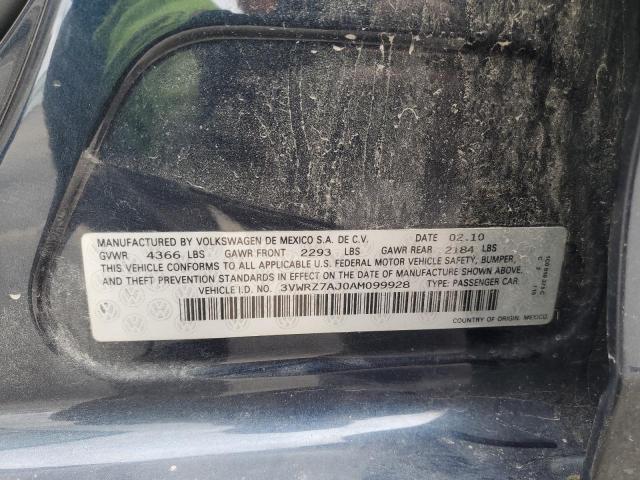 MANUFACTURED BY VOLKSWAGEN DE MEXICO S.A. DE C.V. DATE 02.10
GVWR 4366 LBS GAWR FRONT 2293 LBS GAWR REAR 2184 LBS
THIS VEHICLE CONFORMS TO ALL APPLICABLE U.S. FEDERAL MOTOR VEHICLE SAFETY, BUMPER,
AND THEFT PREVENTION STANDARDS IN EFFECT ON THE DATE OF MANUFACTURE SHOWN ABOVE.
VEHICLE I.D. NO. 3VWRZ7AJ0AM099928 TYPE: PASSENGER CAR
COUNTRY OF ORIGIN: MEXICO